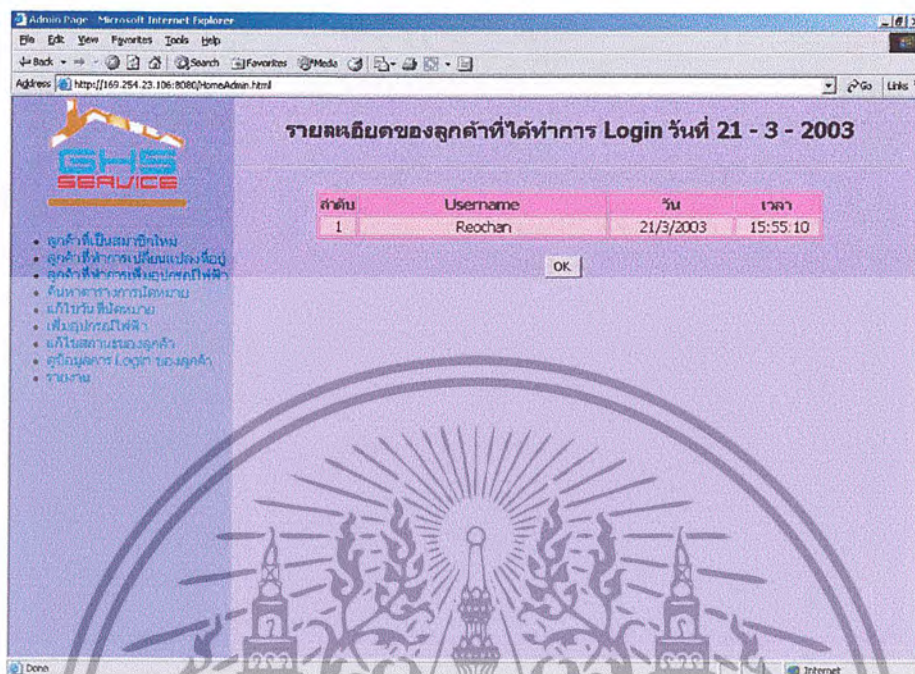 Admin Page - Microsoft Internet Explorer
File Edit View Favorites Tools Help
Back Search Favorites Media
Address http://169.254.23.106:8080/HomeAdmin.html Go Links
GHS
SERVICE
รายละเอียดของลูกค้าที่ได้ทำการ Login วันที่ 21 - 3 - 2003
ลำดับ Username วัน เวลา
1 Reochan 21/3/2003 15:55:10
OK
ลูกค้าที่เป็นสมาชิกใหม่
ลูกค้าที่ทำการเปลี่ยนแปลงที่อยู่
ลูกค้าที่ทำการเพิ่มอุปกรณ์ไฟฟ้า
ค้นหาตารางการนัดหมาย
แก้ไขวันที่นัดหมาย
เพิ่มอุปกรณ์ไฟฟ้า
แก้ไขสถานะของลูกค้า
ดูข้อมูลการ Login ของลูกค้า
รายงาน
Done Internet